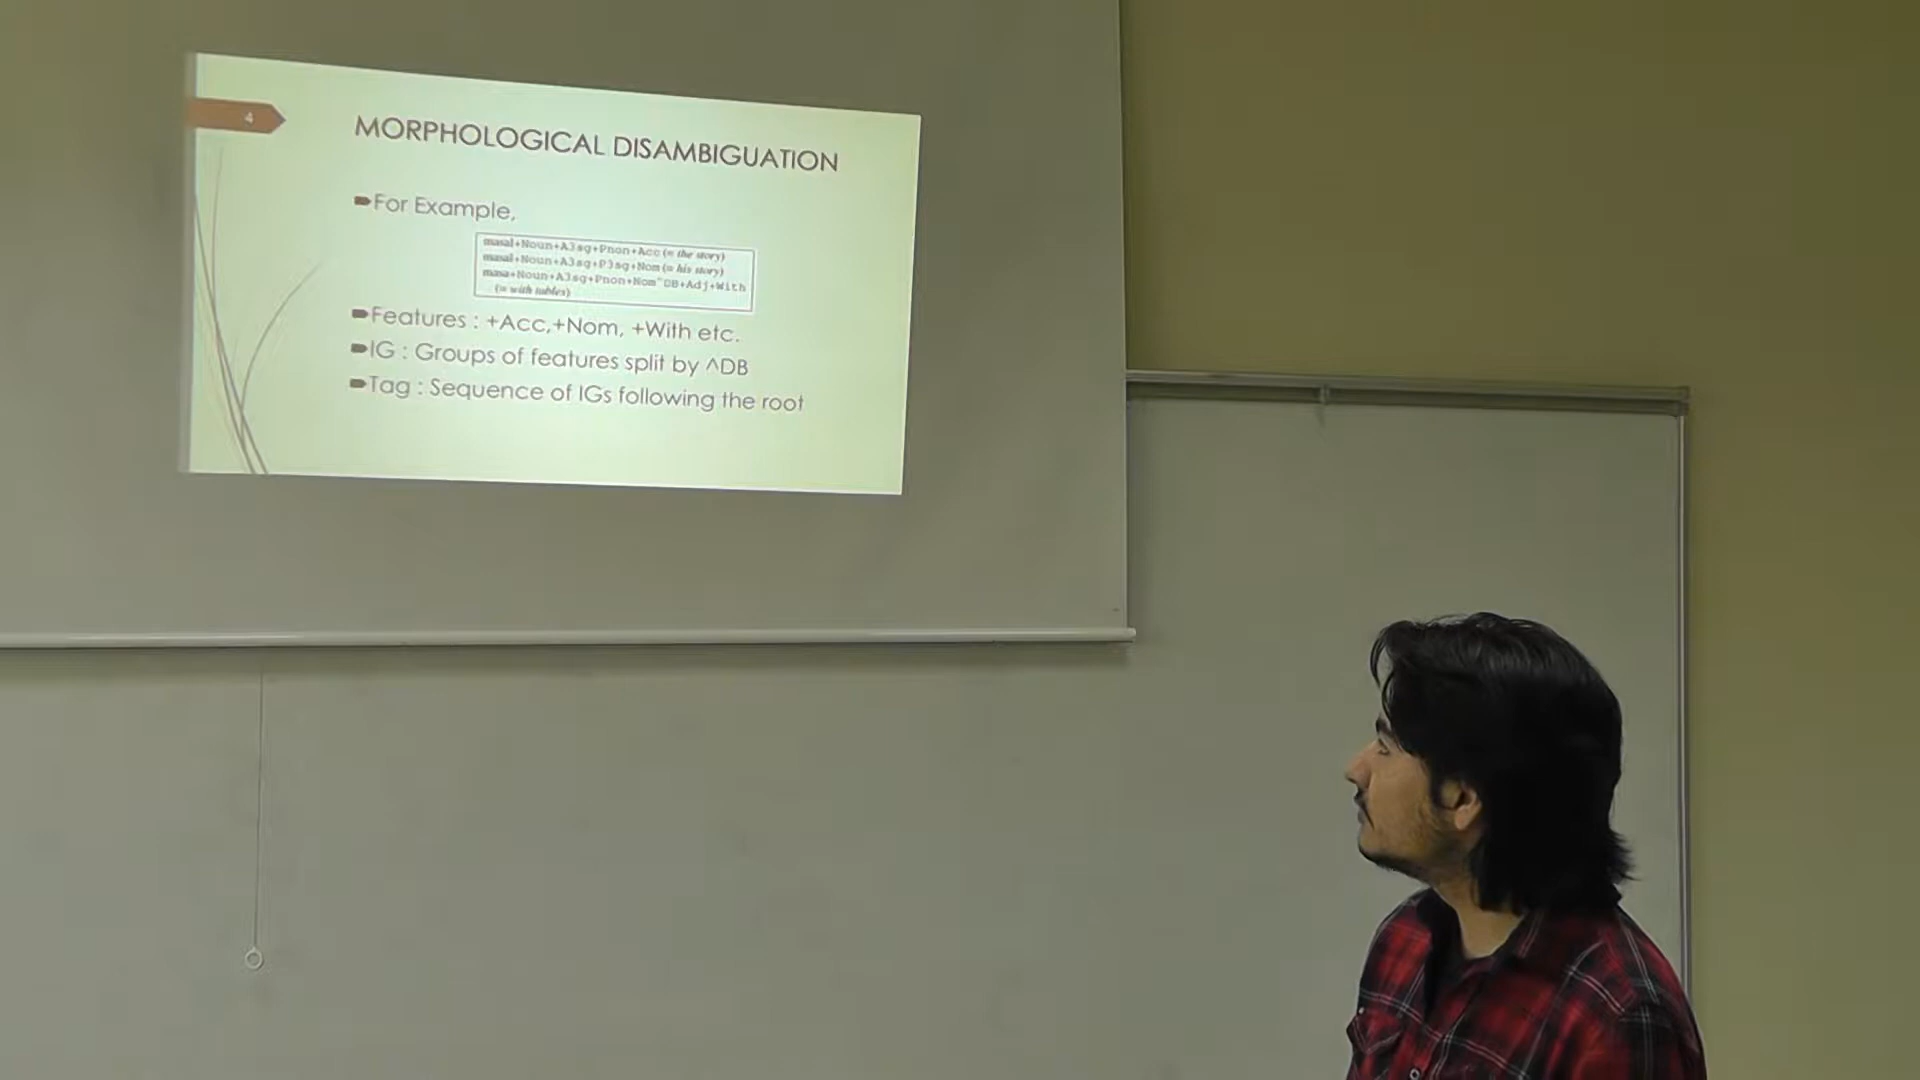 4
MORPHOLOGICAL DISAMBIGUATION
For Example,
masal+Noun+A3sg+Pnon+Acc (= the story)
masal+Noun+A3sg+P3sg+Nom (= his story)
masa+Noun+A3sg+Pnon+Nom^DB+Adj+With
(= with tables)
Features : +Acc,+Nom, +With etc.
IG : Groups of features split by ^DB
Tag : Sequence of IGs following the root